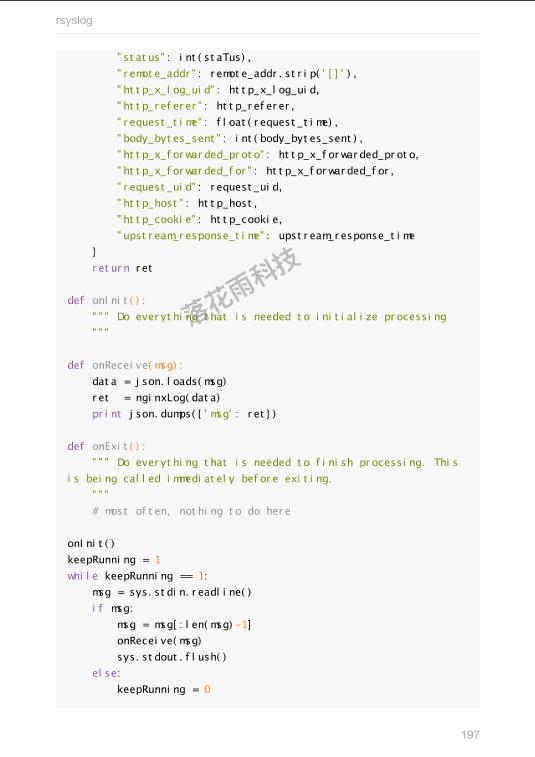 rsyslog
"status": int(staTus),
"remote_addr": remote_addr.strip('[]'),
"http_x_log_uid": http_x_log_uid,
"http_referer": http_referer,
"request_time": float(request_time),
"body_bytes_sent": int(body_bytes_sent),
"http_x_forwarded_proto": http_x_forwarded_proto,
"http_x_forwarded_for": http_x_forwarded_for,
"request_uid": request_uid,
"http_host": http_host,
"http_cookie": http_cookie,
"upstream_response_time": upstream_response_time
}
return ret
def onInit():
""" Do everything that is needed to initialize processing
"""
落花雨科技
def onReceive(msg):
data = json.loads(msg)
ret = nginxLog(data)
print json.dumps({'msg': ret})
def onExit():
""" Do everything that is needed to finish processing. This
is being called immediately before exiting.
"""
# most often, nothing to do here
onInit()
keepRunning = 1
while keepRunning == 1:
msg = sys.stdin.readline()
if msg:
msg = msg[:len(msg)-1]
onReceive(msg)
sys.stdout.flush()
else:
keepRunning = 0
197